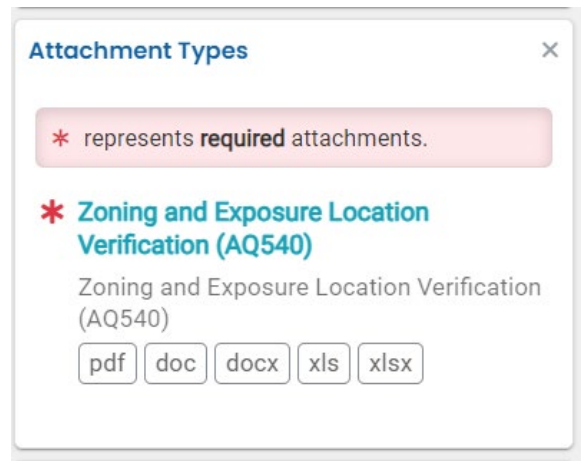 Attachment Types ×
* represents required attachments.
* Zoning and Exposure Location
Verification (AQ540)
Zoning and Exposure Location Verification
(AQ540)
pdf doc docx xls xlsx